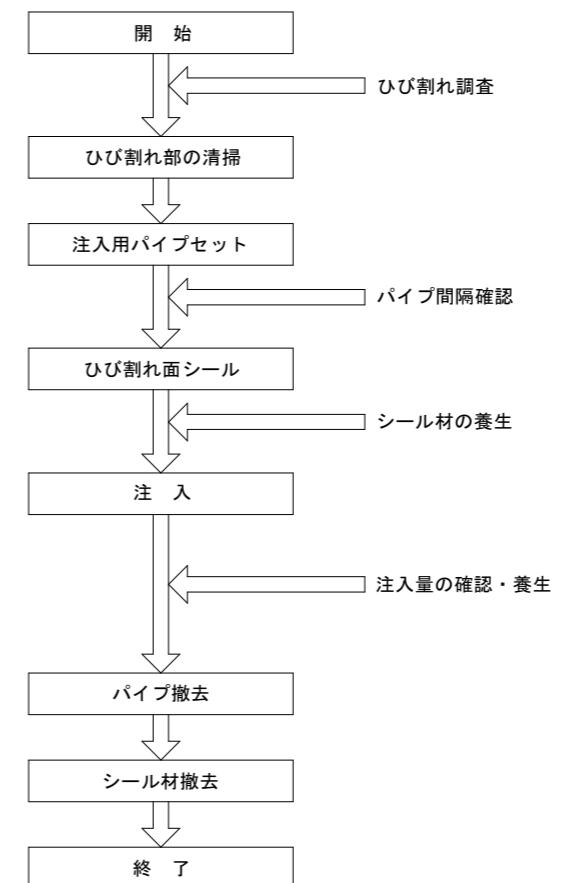 開　始
ひび割れ調査
ひび割れ部の清掃
注入用パイプセット
パイプ間隔確認
ひび割れ面シール
シール材の養生
注　入
注入量の確認・養生
パイプ撤去
シール材撤去
終　了